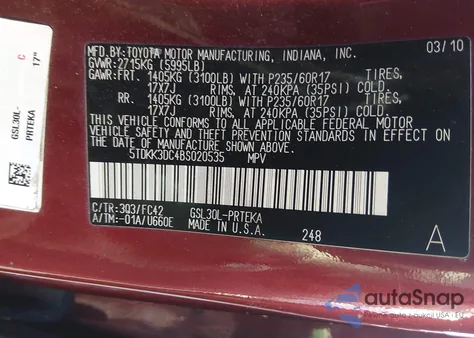 MFD. BY: TOYOTA MOTOR MANUFACTURING, INDIANA, INC. 03/10
GVWR: 2715KG (5995LB)
GAWR: FRT. 1405KG (3100LB) WITH P235/60R17 TIRES,
17X7J RIMS, AT 240KPA (35PSI) COLD.
RR. 1405KG (3100LB) WITH P235/60R17 TIRES,
17X7J RIMS, AT 240KPA (35PSI) COLD.
THIS VEHICLE CONFORMS TO ALL APPLICABLE FEDERAL MOTOR
VEHICLE SAFETY AND THEFT PREVENTION STANDARDS IN EFFECT ON
THE DATE OF MANUFACTURE SHOWN ABOVE.
5TDKK3DC4BS020535 MPV
C/TR: 3Q3/FC42 GSL30L-PRTEKA
A/TM:-01A/U660E MADE IN U.S.A. 248 A
GSL30L-
PRTEKA
C
17"
autoSnap